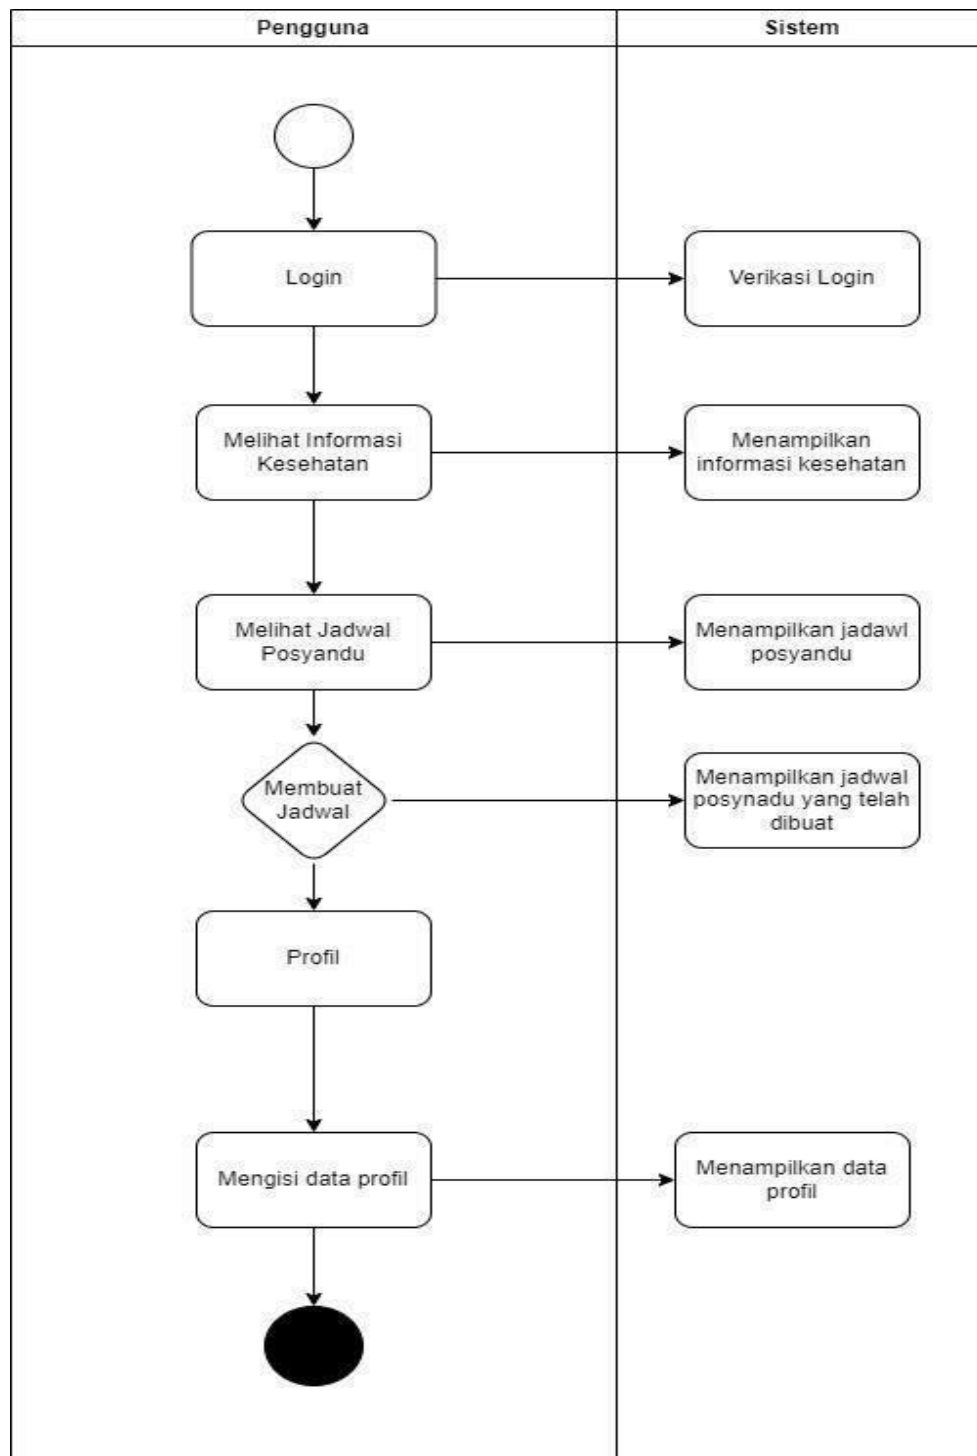 Pengguna
Sistem
Login
Verikasi Login
Melihat Informasi
Kesehatan
Menampilkan
informasi kesehatan
Melihat Jadwal
Posyandu
Menampilkan jadawl
posyandu
Membuat
Jadwal
Menampilkan jadwal
posynadu yang telah
dibuat
Profil
Mengisi data profil
Menampilkan data
profil